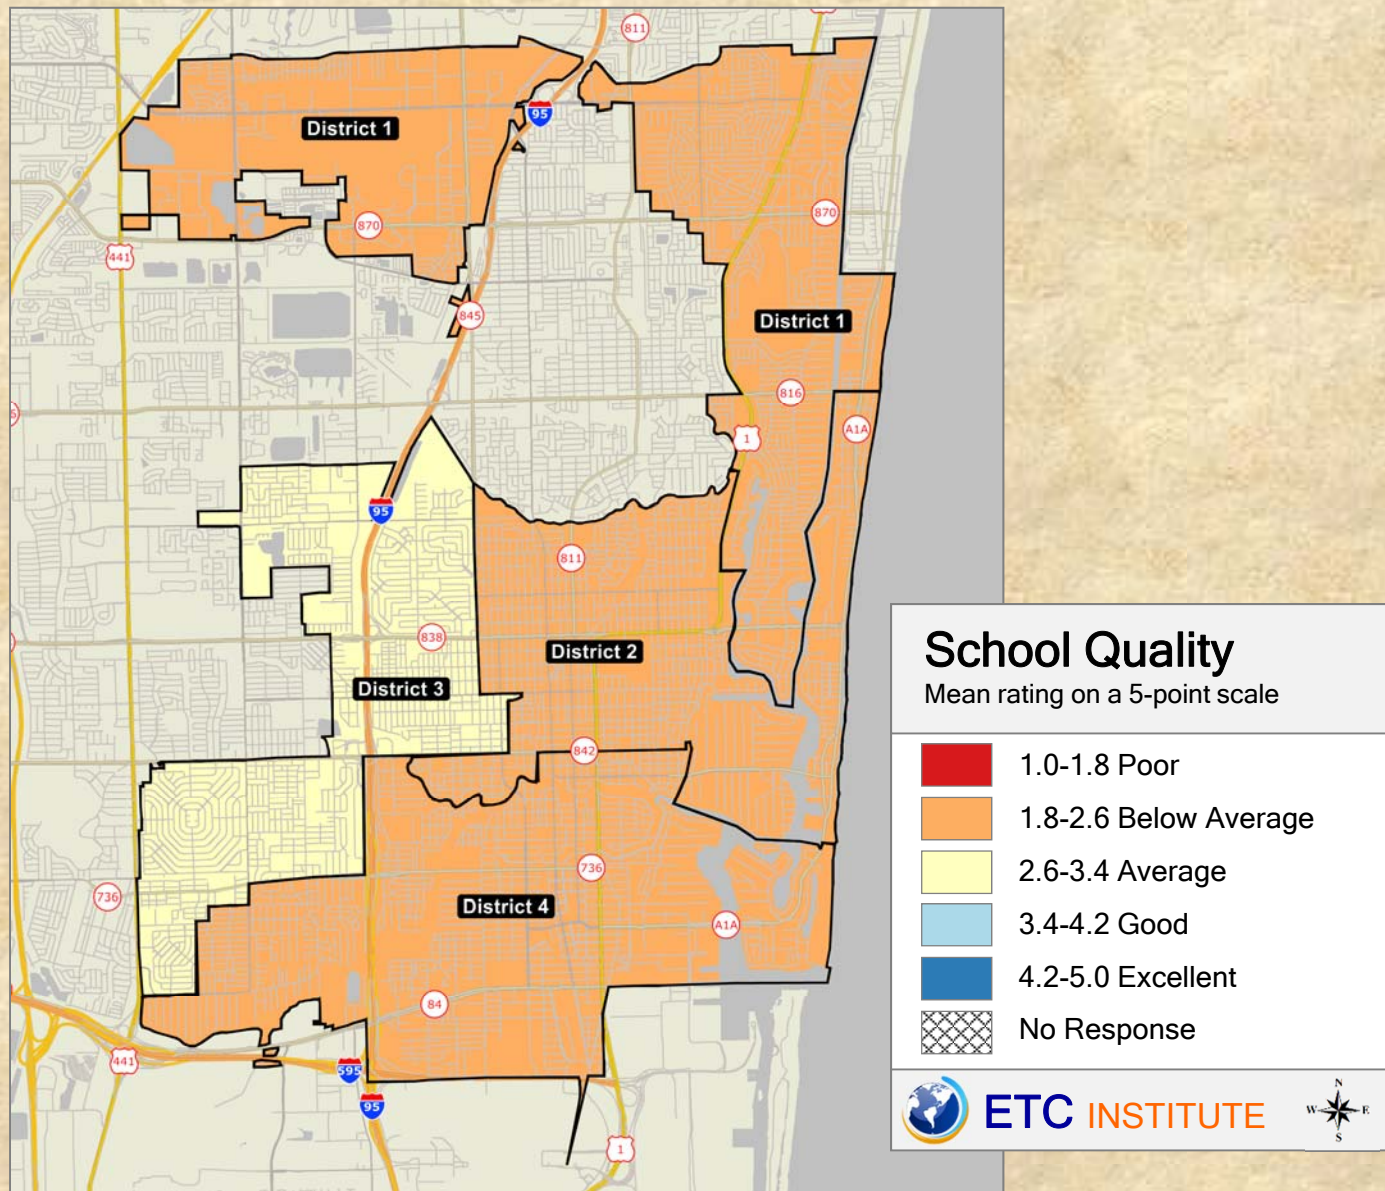 811
95
District 1
870
870
441
845
District 1
816
1
A1A
95
811
838
District 2
District 3
842
736
736
District 4
A1A
84
441
595
95
1
School Quality
Mean rating on a 5-point scale
1.0-1.8 Poor
1.8-2.6 Below Average
2.6-3.4 Average
3.4-4.2 Good
4.2-5.0 Excellent
No Response
ETC INSTITUTE
N
W E
S